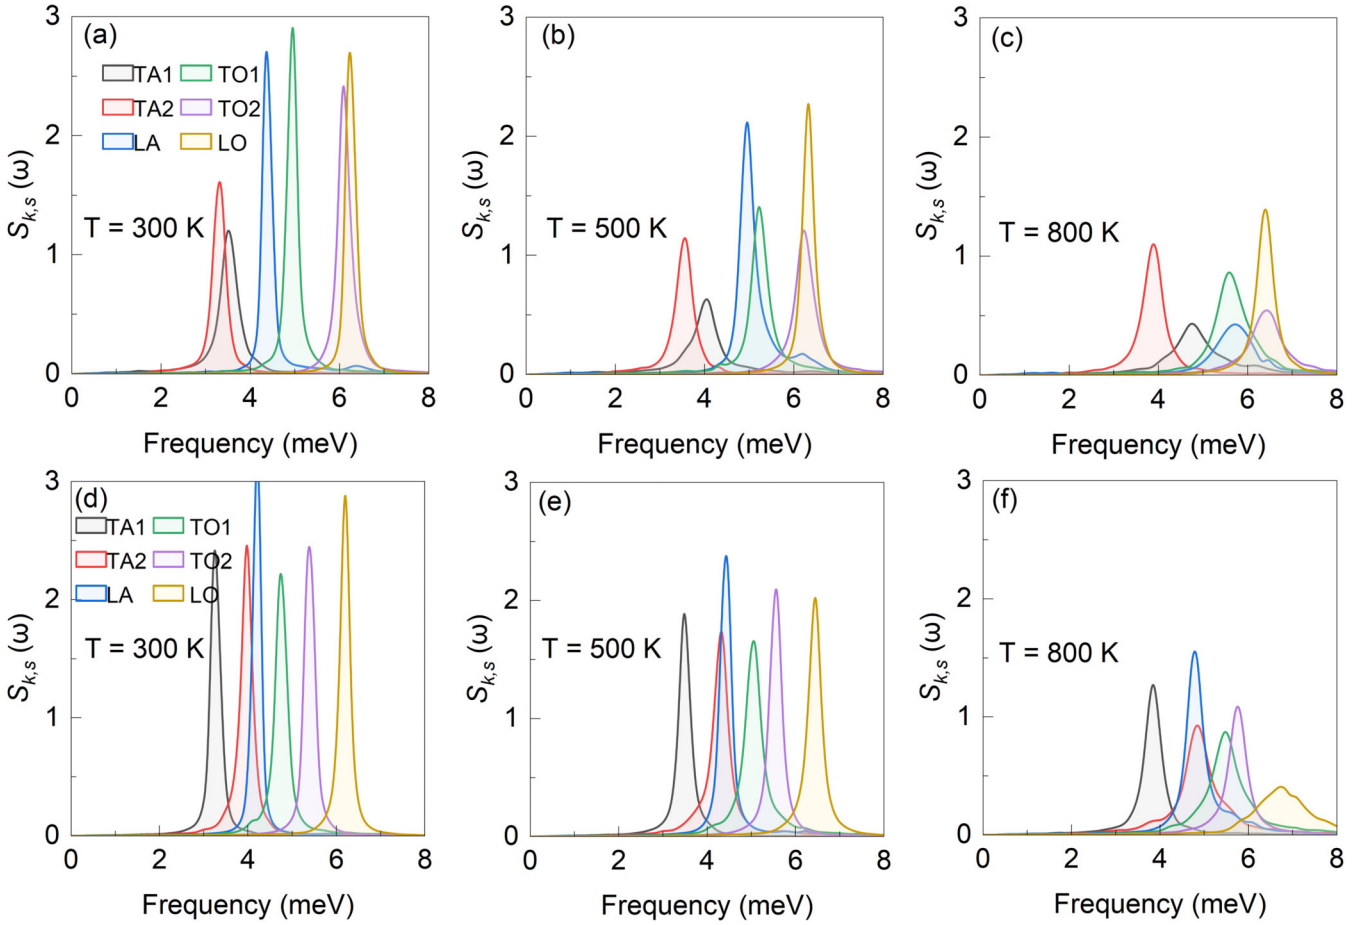 (a)
TA1 TO1
TA2 TO2
LA LO
T = 300 K
S_{k,s} (ω)
0 1 2 3
0 2 4 6 8
Frequency (meV)
(b)
T = 500 K
S_{k,s} (ω)
0 1 2 3
0 2 4 6 8
Frequency (meV)
(c)
T = 800 K
S_{k,s} (ω)
0 1 2 3
0 2 4 6 8
Frequency (meV)
(d)
TA1 TO1
TA2 TO2
LA LO
T = 300 K
S_{k,s} (ω)
0 1 2 3
0 2 4 6 8
Frequency (meV)
(e)
T = 500 K
S_{k,s} (ω)
0 1 2 3
0 2 4 6 8
Frequency (meV)
(f)
T = 800 K
S_{k,s} (ω)
0 1 2 3
0 2 4 6 8
Frequency (meV)